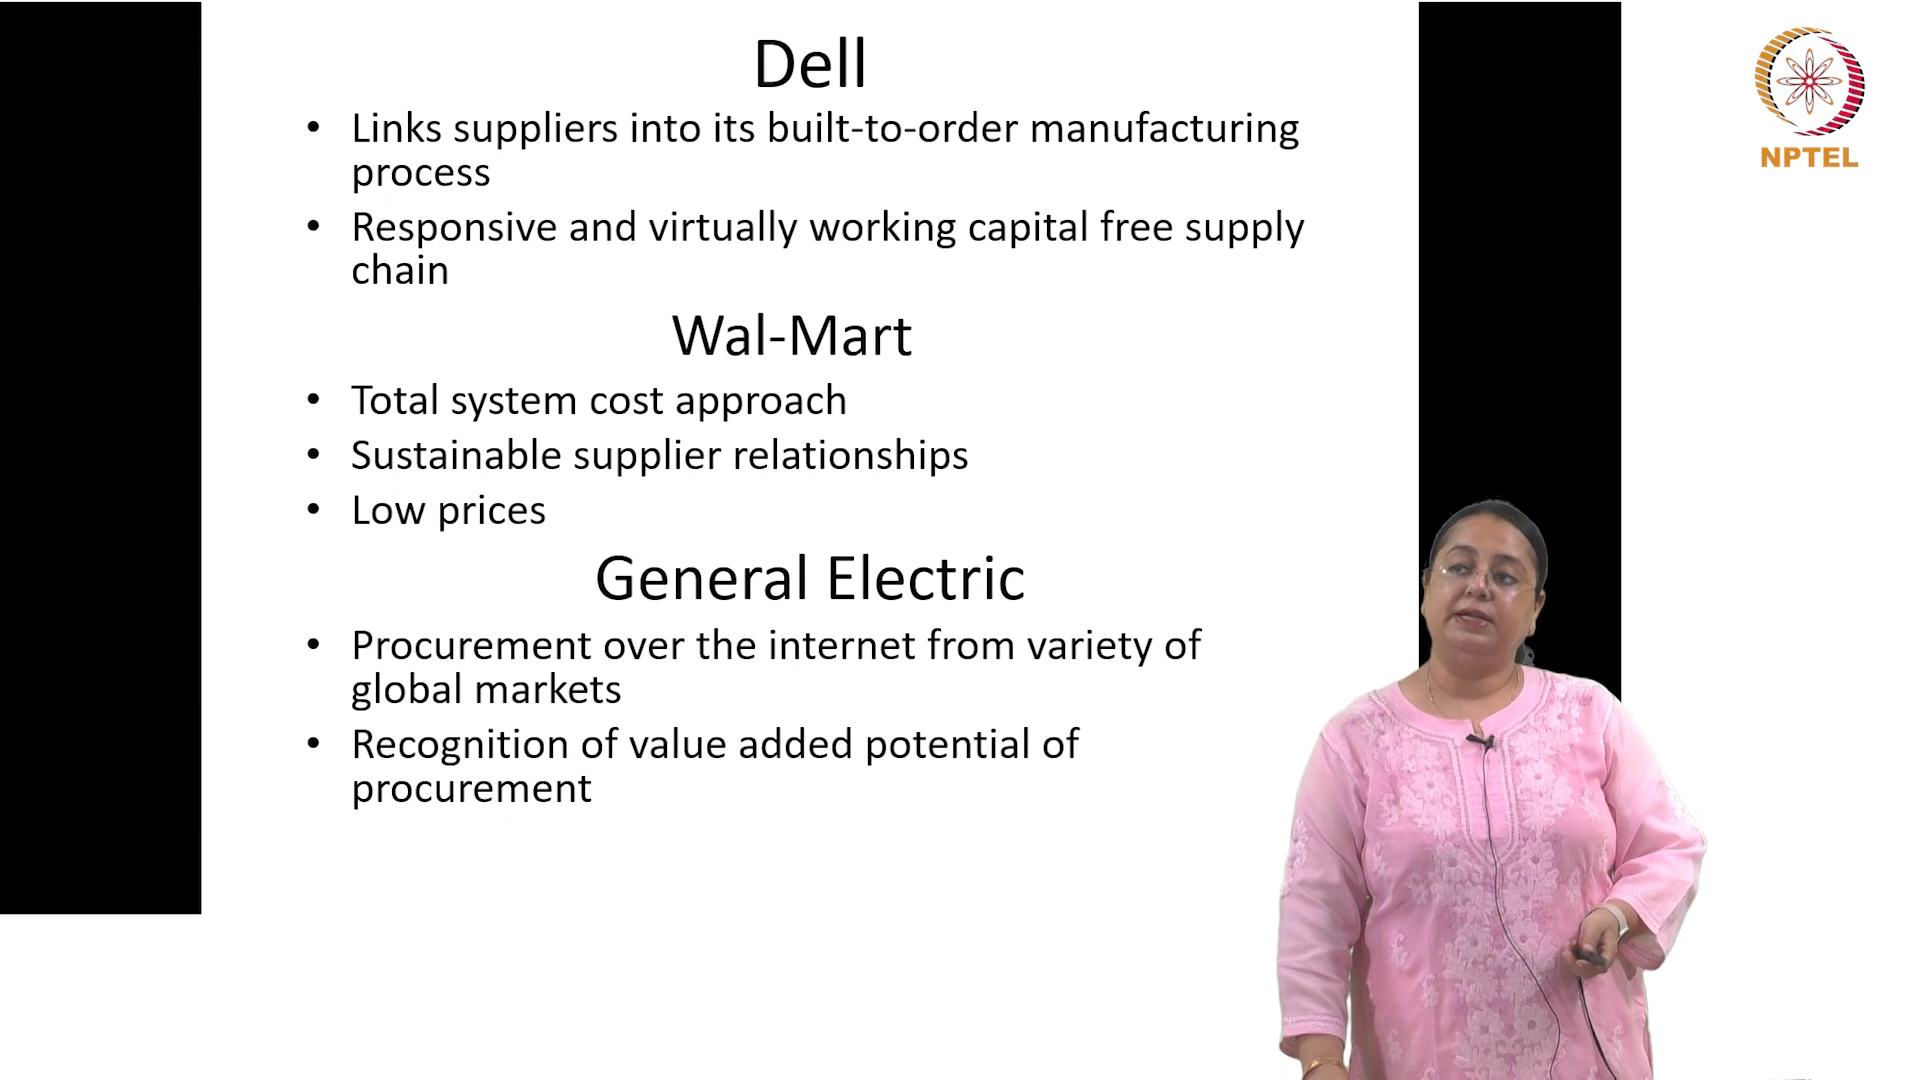 Dell
• Links suppliers into its built-to-order manufacturing
process
• Responsive and virtually working capital free supply
chain
Wal-Mart
• Total system cost approach
• Sustainable supplier relationships
• Low prices
General Electric
• Procurement over the internet from variety of
global markets
• Recognition of value added potential of
procurement
NPTEL